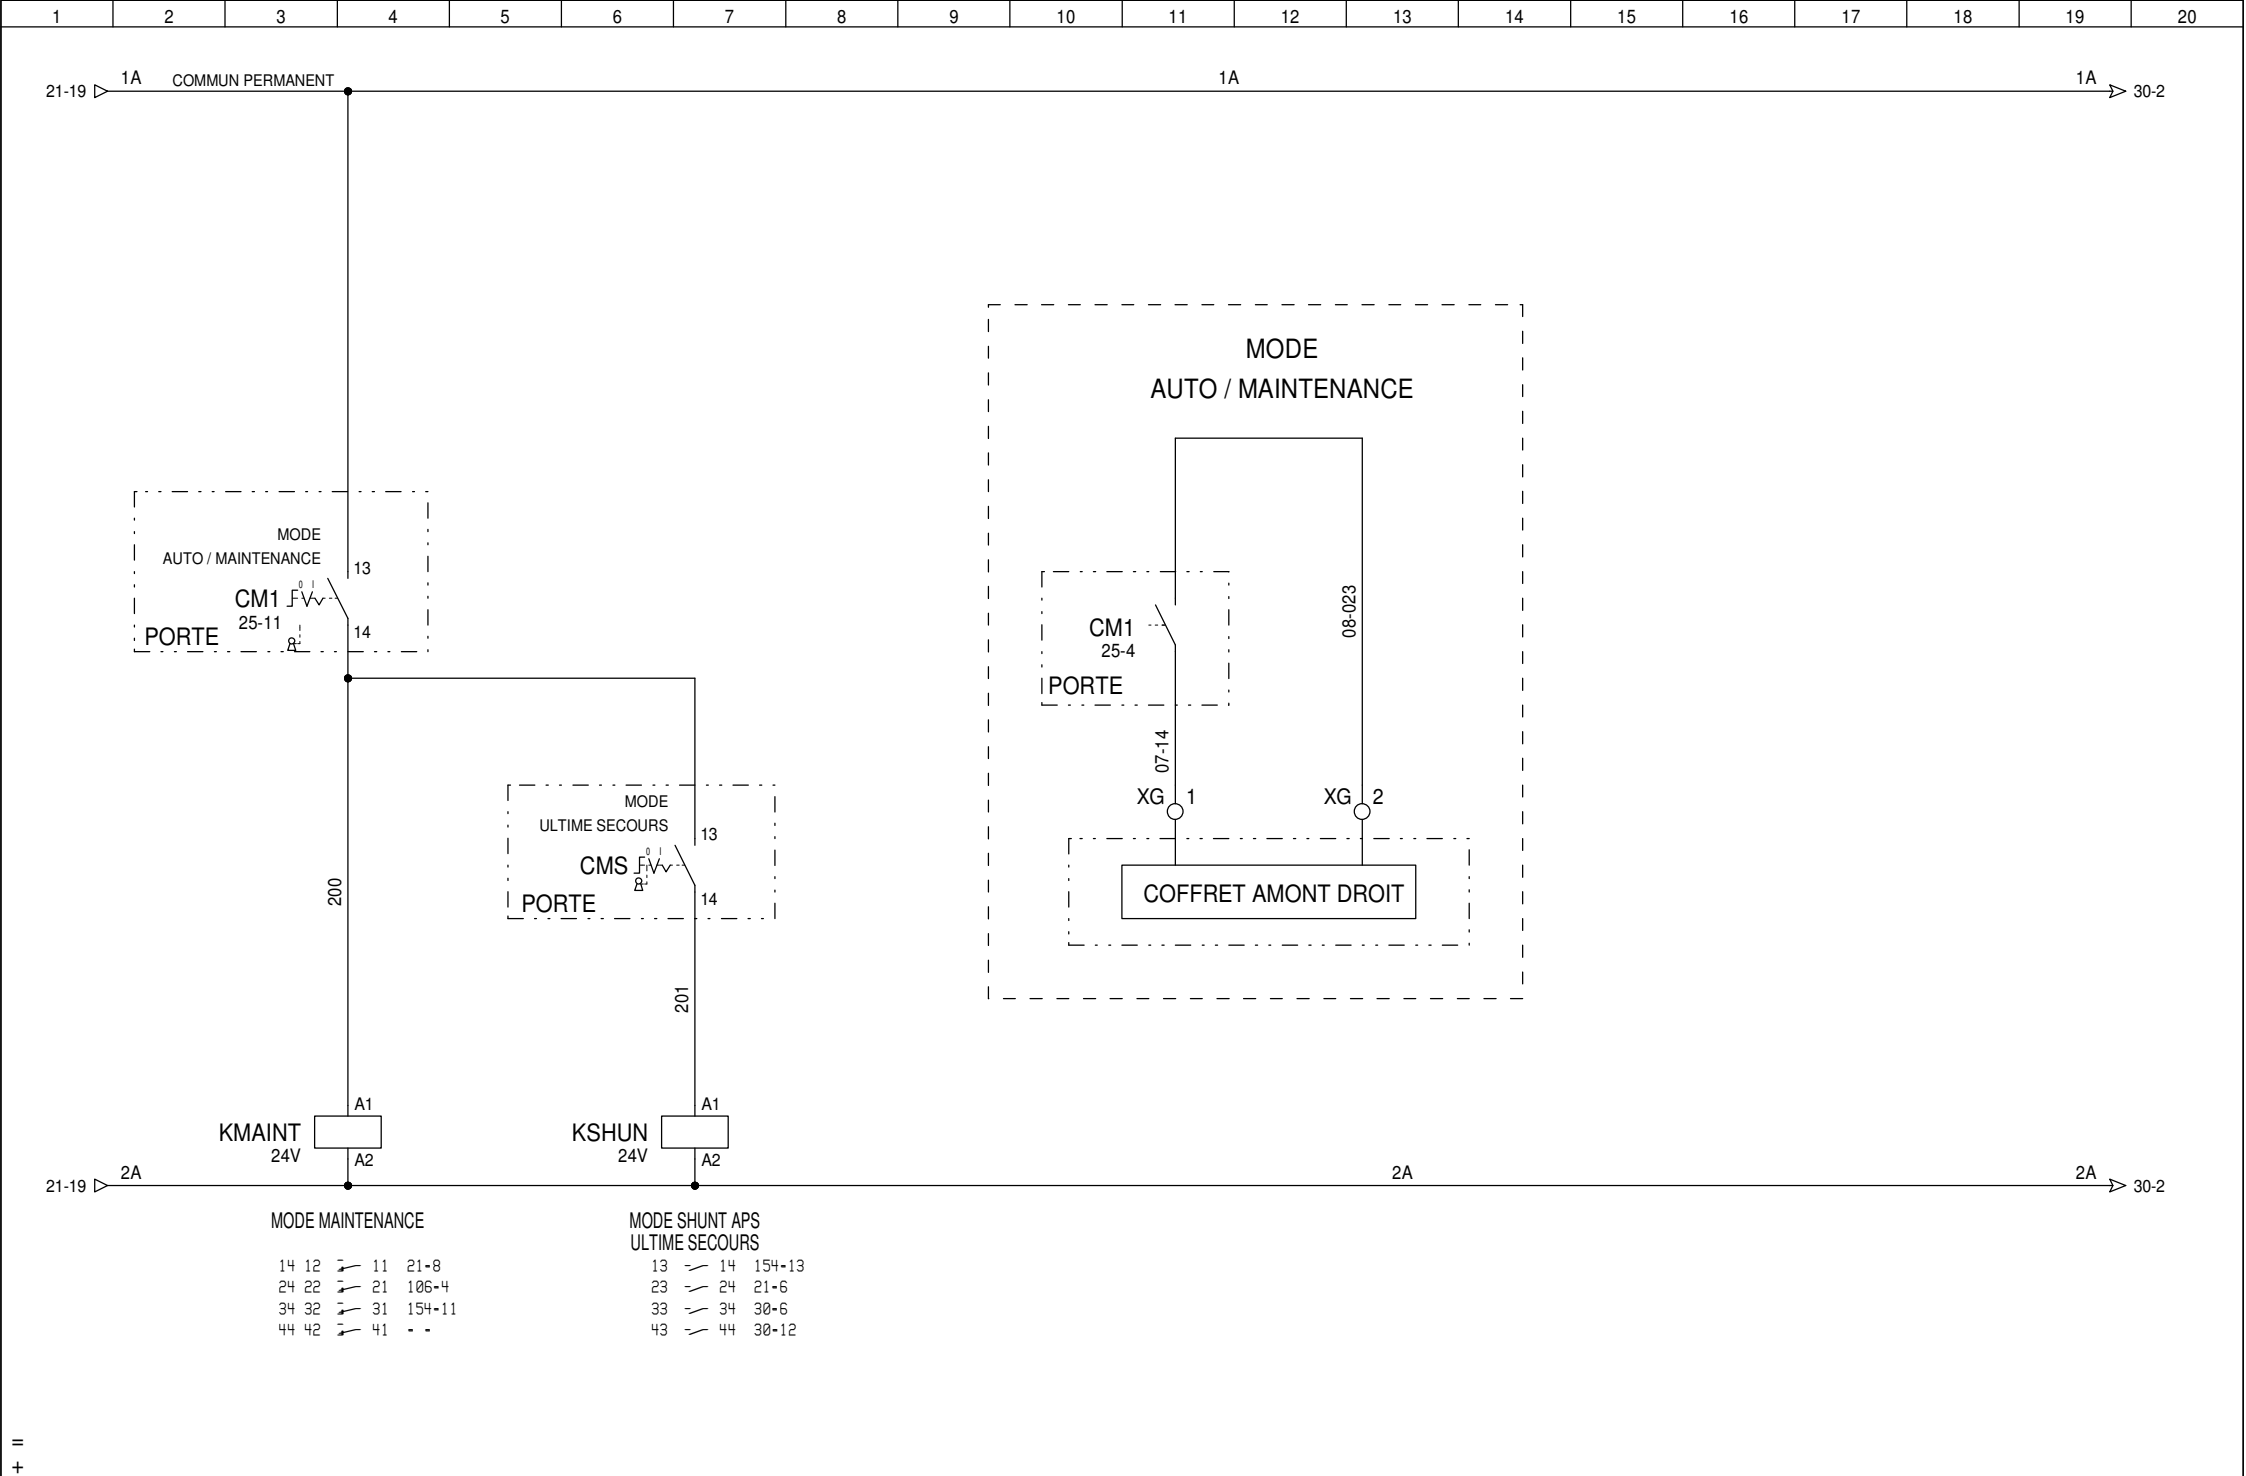 1 2 3 4 5 6 7 8 9 10 11 12 13 14 15 16 17 18 19 20
1A COMMUN PERMANENT 1A 1A
21-19 30-2
MODE
AUTO / MAINTENANCE
MODE
AUTO / MAINTENANCE
13
0 I
CM1
25-11
14
PORTE
CM1
25-4
PORTE
08-023
07-14
XG 1 XG 2
COFFRET AMONT DROIT
MODE
ULTIME SECOURS
13
0 I
CMS
14
PORTE
200
201
A1 A1
KMAINT KSHUN
24V 24V
A2 A2
2A 2A 2A
21-19 30-2
MODE MAINTENANCE
14 12 11 21-8
24 22 21 106-4
34 32 31 154-11
44 42 41 - -
MODE SHUNT APS
ULTIME SECOURS
13 14 154-13
23 24 21-6
33 34 30-6
43 44 30-12
=
+